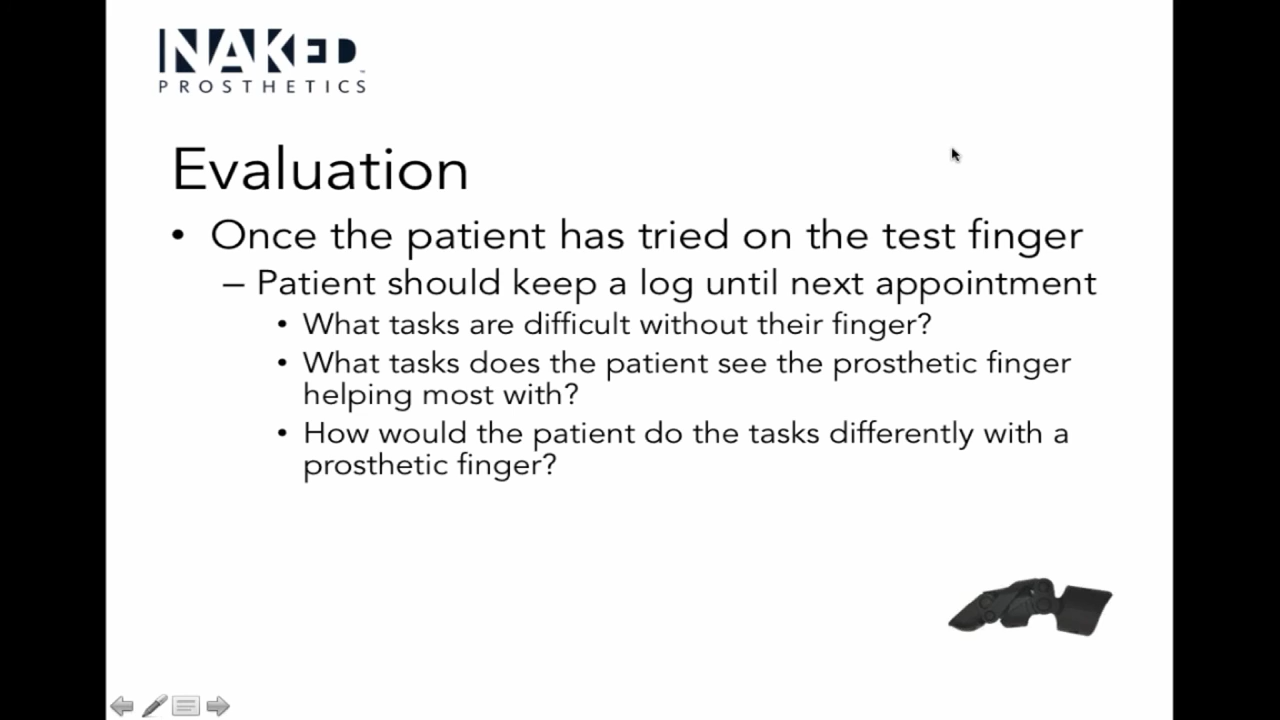 NAKED
PROSTHETICS
Evaluation
• Once the patient has tried on the test finger
– Patient should keep a log until next appointment
• What tasks are difficult without their finger?
• What tasks does the patient see the prosthetic finger
helping most with?
• How would the patient do the tasks differently with a
prosthetic finger?